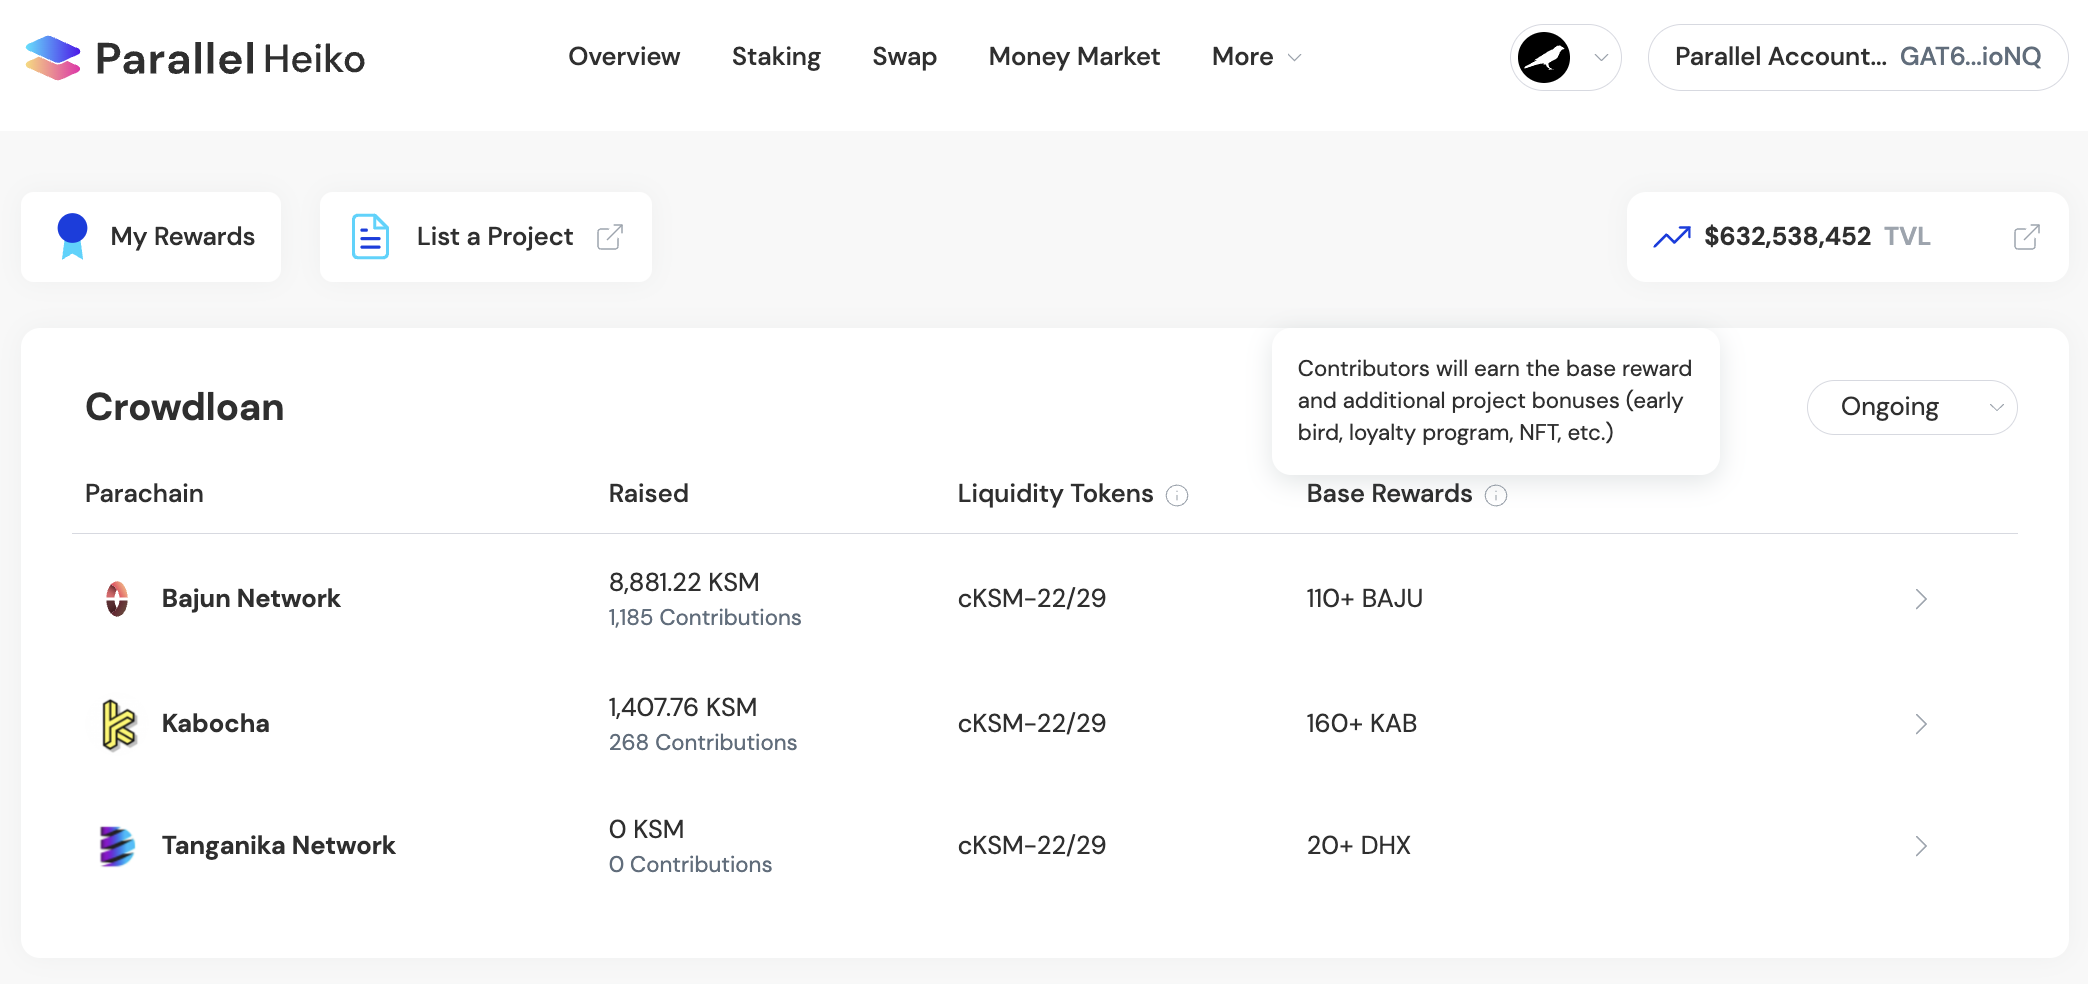 Parallel Heiko
Overview
Staking
Swap
Money Market
More
Parallel Account... GAT6...ioNQ
My Rewards
List a Project
$632,538,452 TVL
Contributors will earn the base reward
and additional project bonuses (early
bird, loyalty program, NFT, etc.)
Crowdloan
Ongoing
Parachain
Raised
Liquidity Tokens
Base Rewards
Bajun Network
8,881.22 KSM
1,185 Contributions
cKSM-22/29
110+ BAJU
Kabocha
1,407.76 KSM
268 Contributions
cKSM-22/29
160+ KAB
Tanganika Network
0 KSM
0 Contributions
cKSM-22/29
20+ DHX